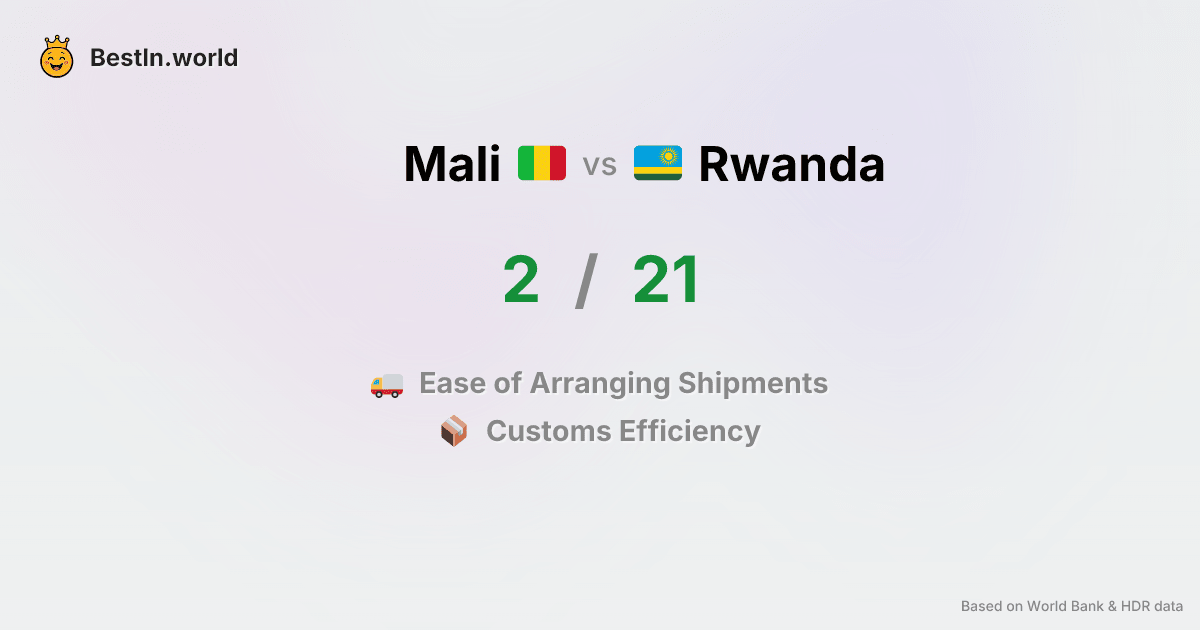 BestIn.world
Mali vs Rwanda
2 / 21
Ease of Arranging Shipments
Customs Efficiency
Based on World Bank & HDR data